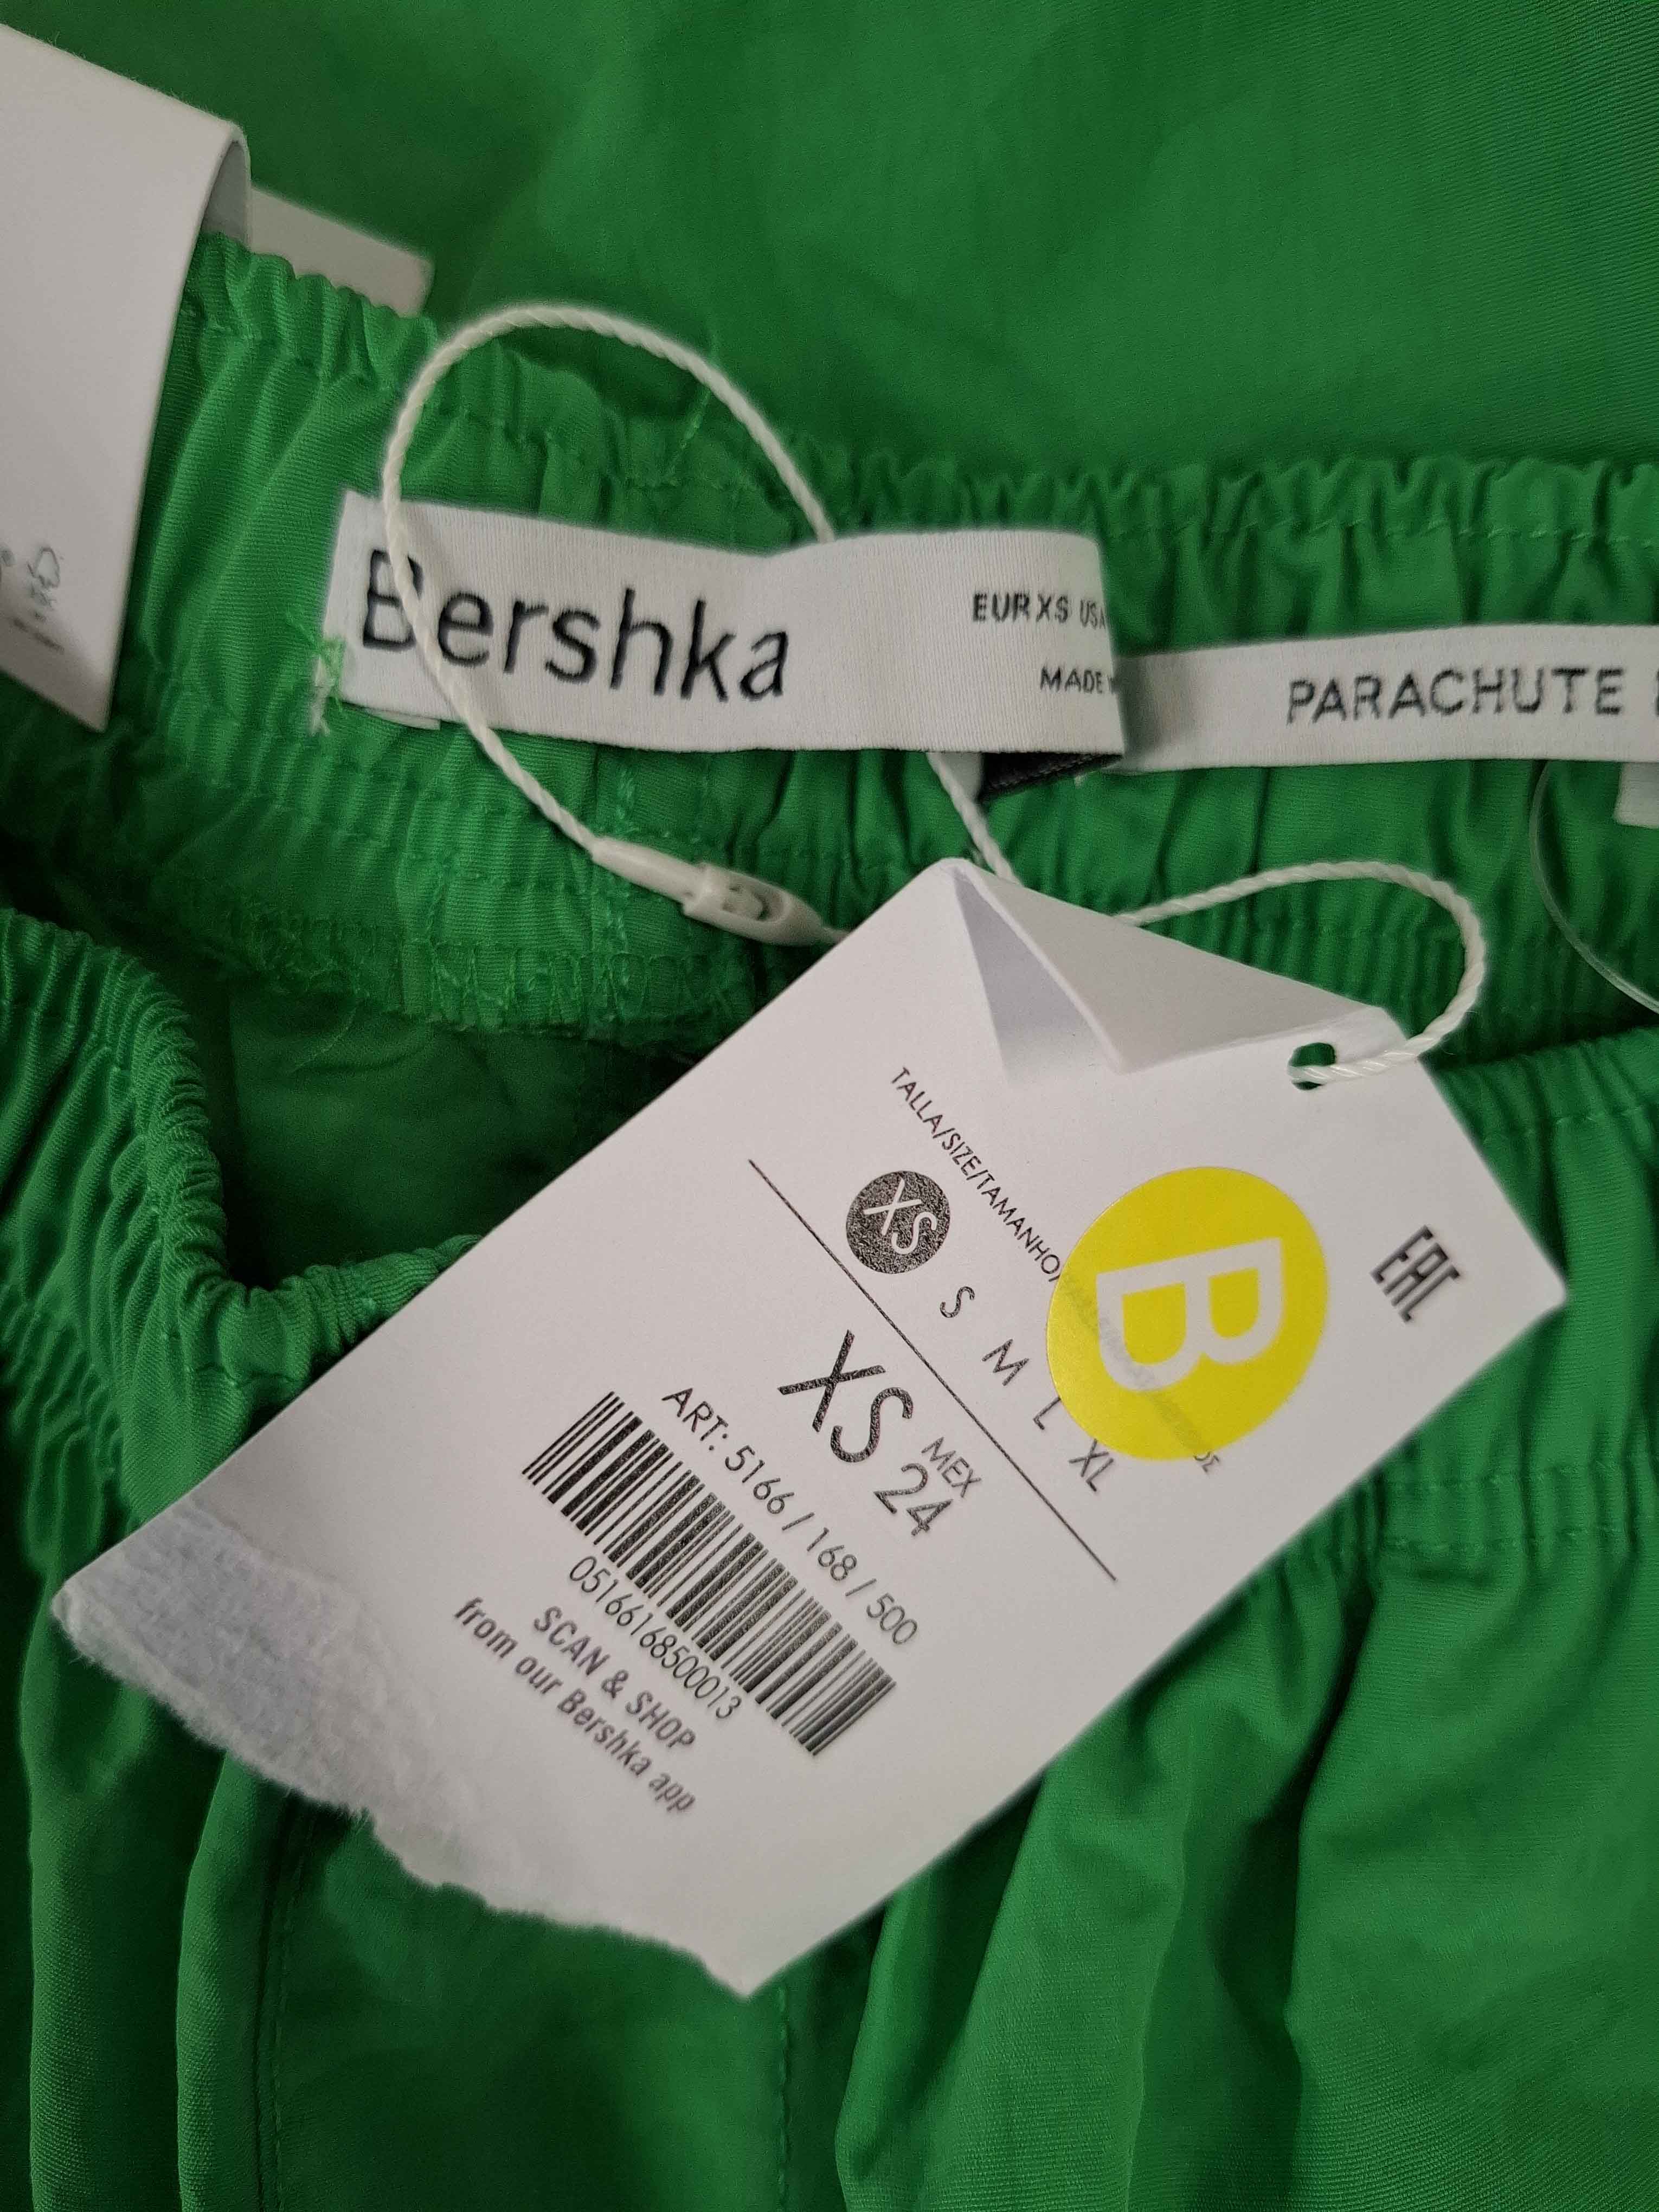 Bershka
EUR XS USA
MADE
PARACHUTE
EAC
B
TALLA/SIZE/TAMANHO/
XS S M L XL
XS MEX 24
ART: 5166 / 168 / 500
05166168500013
SCAN & SHOP
from our Bershka app